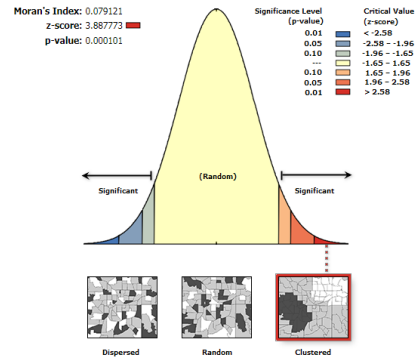 Moran's Index: 0.079121
z-score: 3.887773
p-value: 0.000101
Significance Level
(p-value)
Critical Value
(z-score)
0.01 < -2.58
0.05 -2.58 – -1.96
0.10 -1.96 – -1.65
--- -1.65 – 1.65
0.10 1.65 – 1.96
0.05 1.96 – 2.58
0.01 > 2.58
(Random)
Significant Significant
Dispersed Random Clustered